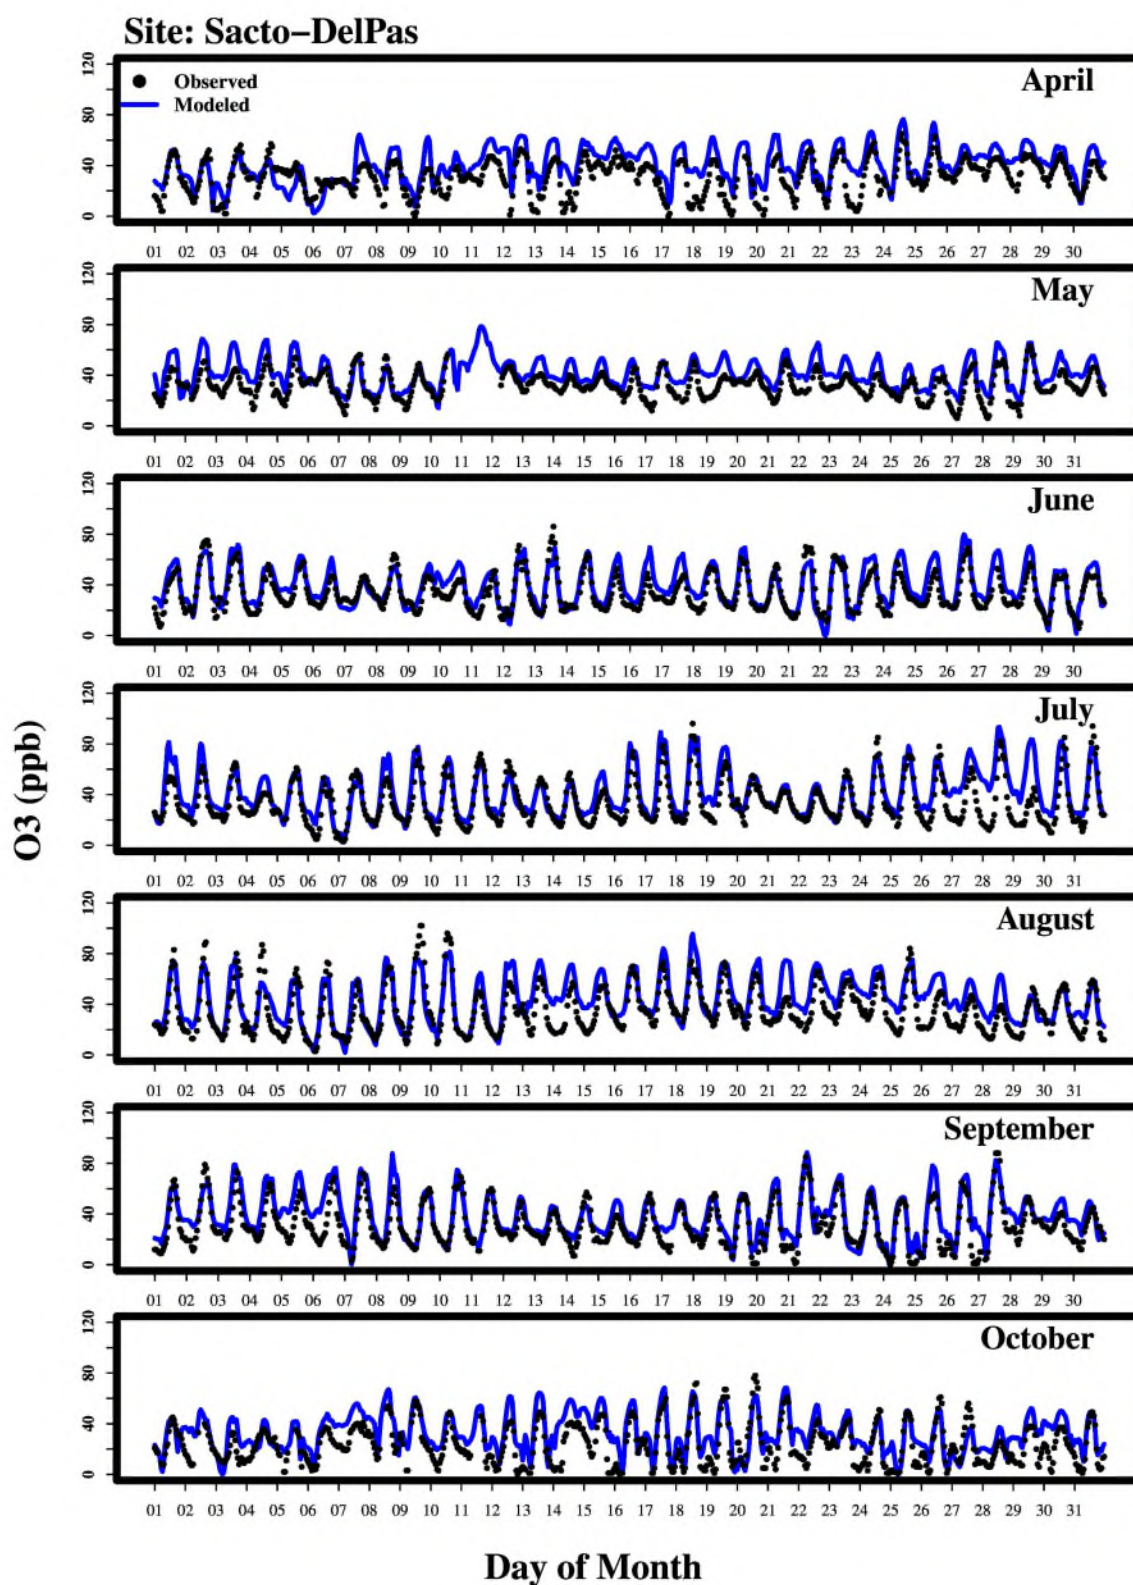 Site: Sacto−DelPas
Observed
Modeled
April
0 40 80 120
01 02 03 04 05 06 07 08 09 10 11 12 13 14 15 16 17 18 19 20 21 22 23 24 25 26 27 28 29 30
May
0 40 80 120
01 02 03 04 05 06 07 08 09 10 11 12 13 14 15 16 17 18 19 20 21 22 23 24 25 26 27 28 29 30 31
June
0 40 80 120
01 02 03 04 05 06 07 08 09 10 11 12 13 14 15 16 17 18 19 20 21 22 23 24 25 26 27 28 29 30
July
0 40 80 120
01 02 03 04 05 06 07 08 09 10 11 12 13 14 15 16 17 18 19 20 21 22 23 24 25 26 27 28 29 30 31
O3 (ppb)
August
0 40 80 120
01 02 03 04 05 06 07 08 09 10 11 12 13 14 15 16 17 18 19 20 21 22 23 24 25 26 27 28 29 30 31
September
0 40 80 120
01 02 03 04 05 06 07 08 09 10 11 12 13 14 15 16 17 18 19 20 21 22 23 24 25 26 27 28 29 30
October
0 40 80 120
01 02 03 04 05 06 07 08 09 10 11 12 13 14 15 16 17 18 19 20 21 22 23 24 25 26 27 28 29 30 31
Day of Month